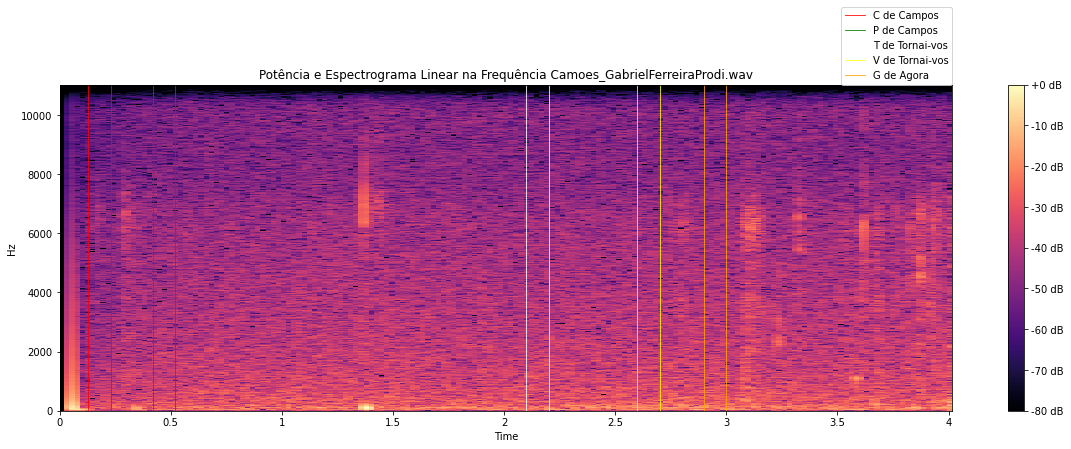 C de Campos
P de Campos
T de Tornai-vos
V de Tornai-vos
G de Agora
Potência e Espectrograma Linear na Frequência Camoes_GabrielFerreiraProdi.wav
Hz
10000
8000
6000
4000
2000
0
0 0.5 1 1.5 2 2.5 3 3.5 4
Time
+0 dB
-10 dB
-20 dB
-30 dB
-40 dB
-50 dB
-60 dB
-70 dB
-80 dB